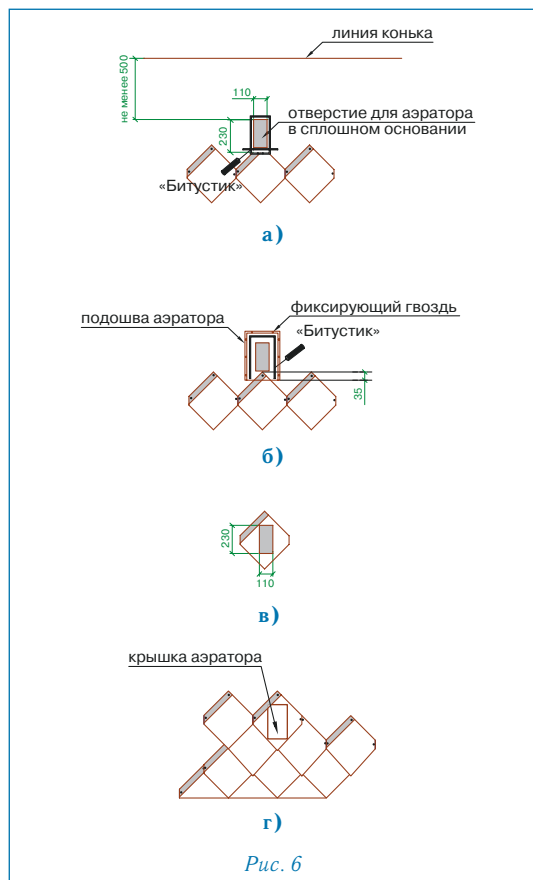 линия конька
не менее 500
110
отверстие для аэратора
в сплошном основании
230
«Битустик»
а)
фиксирующий гвоздь
подошва аэратора
«Битустик»
35
б)
230
110
в)
крышка аэратора
г)
Рис. 6